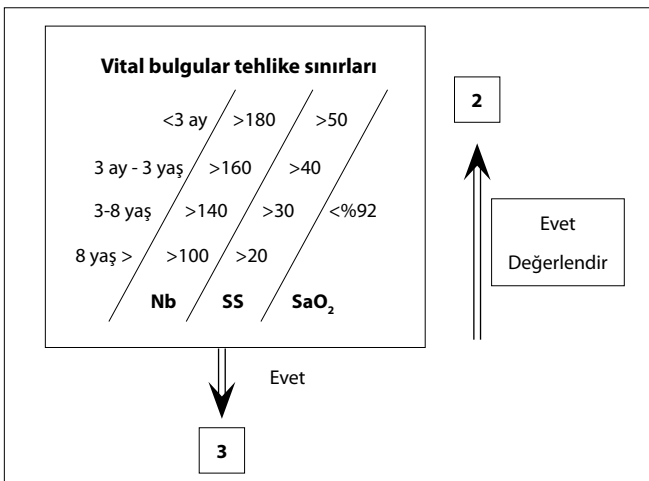 Vital bulgular tehlike sınırları
<3 ay >180 >50
3 ay - 3 yaş >160 >40
3-8 yaş >140 >30 <%92
8 yaş > >100 >20
Nb SS SaO₂
2
Evet
Değerlendir
Evet
3